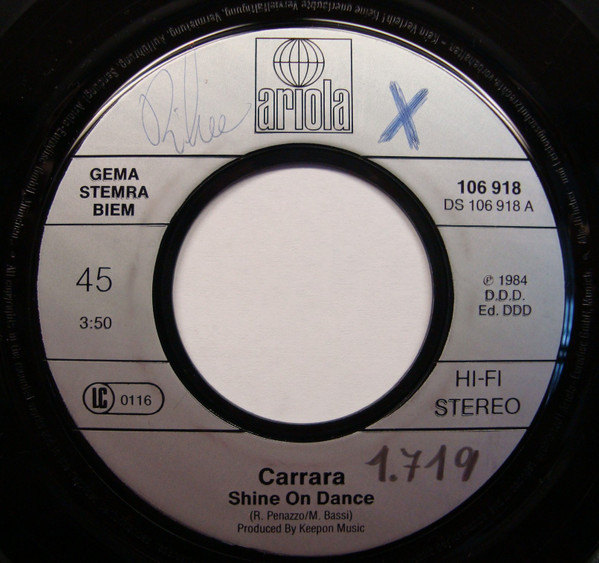 ariola
X
GEMA
STEMRA
BIEM
106 918
DS 106 918 A
45
3:50
℗ 1984
D.D.D.
Ed. DDD
LC 0116
HI-FI
STEREO
1.719
Carrara
Shine On Dance
(R. Penazzo/M. Bassi)
Produced By Keepon Music